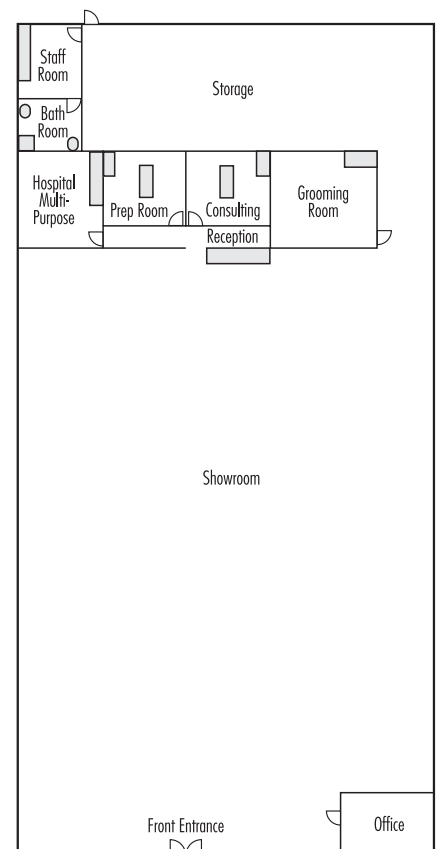 Staff
Room
Storage
Bath
Room
Hospital
Multi-
Purpose
Prep Room
Consulting
Grooming
Room
Reception
Showroom
Front Entrance
Office